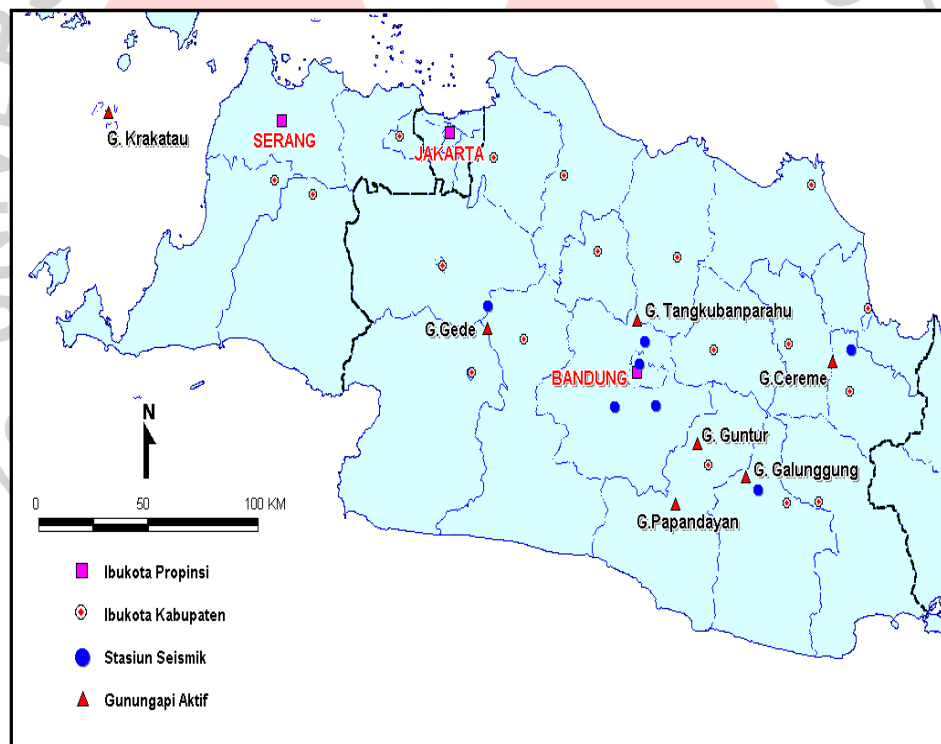 G. Krakatau
SERANG
JAKARTA
G. Tangkubanparahu
G.Gede
BANDUNG
G.Cereme
N
G. Guntur
G. Galunggung
G.Papandayan
0 50 100 KM
Ibukota Propinsi
Ibukota Kabupaten
Stasiun Seismik
Gunungapi Aktif